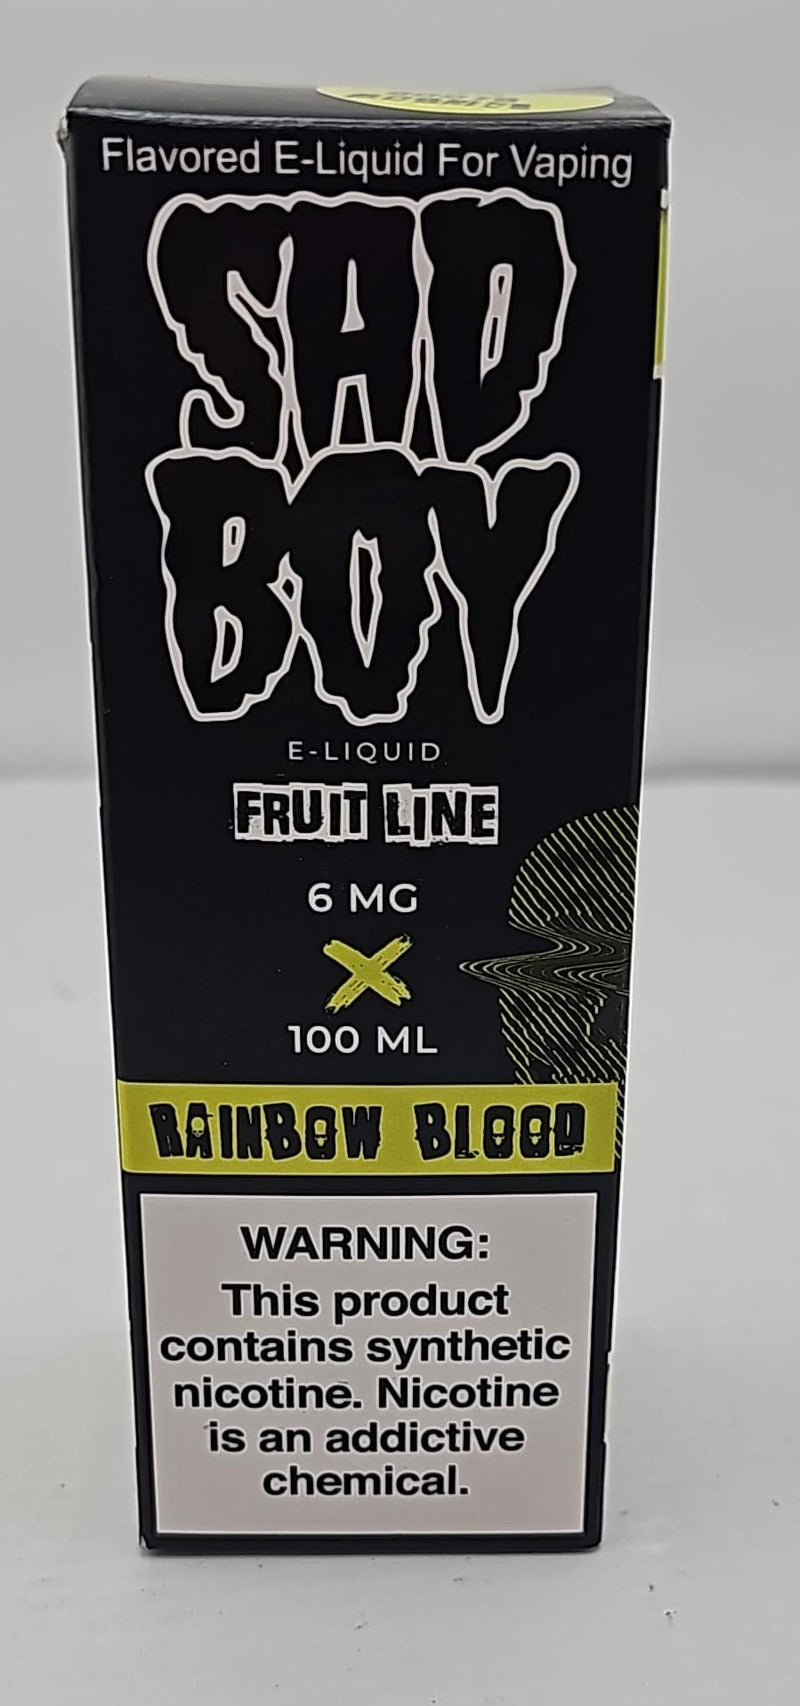 Flavored E-Liquid For Vaping
SAD
BOY
E-LIQUID
FRUIT LINE
6 MG
X
100 ML
RAINBOW BLOOD
WARNING:
This product
contains synthetic
nicotine. Nicotine
is an addictive
chemical.